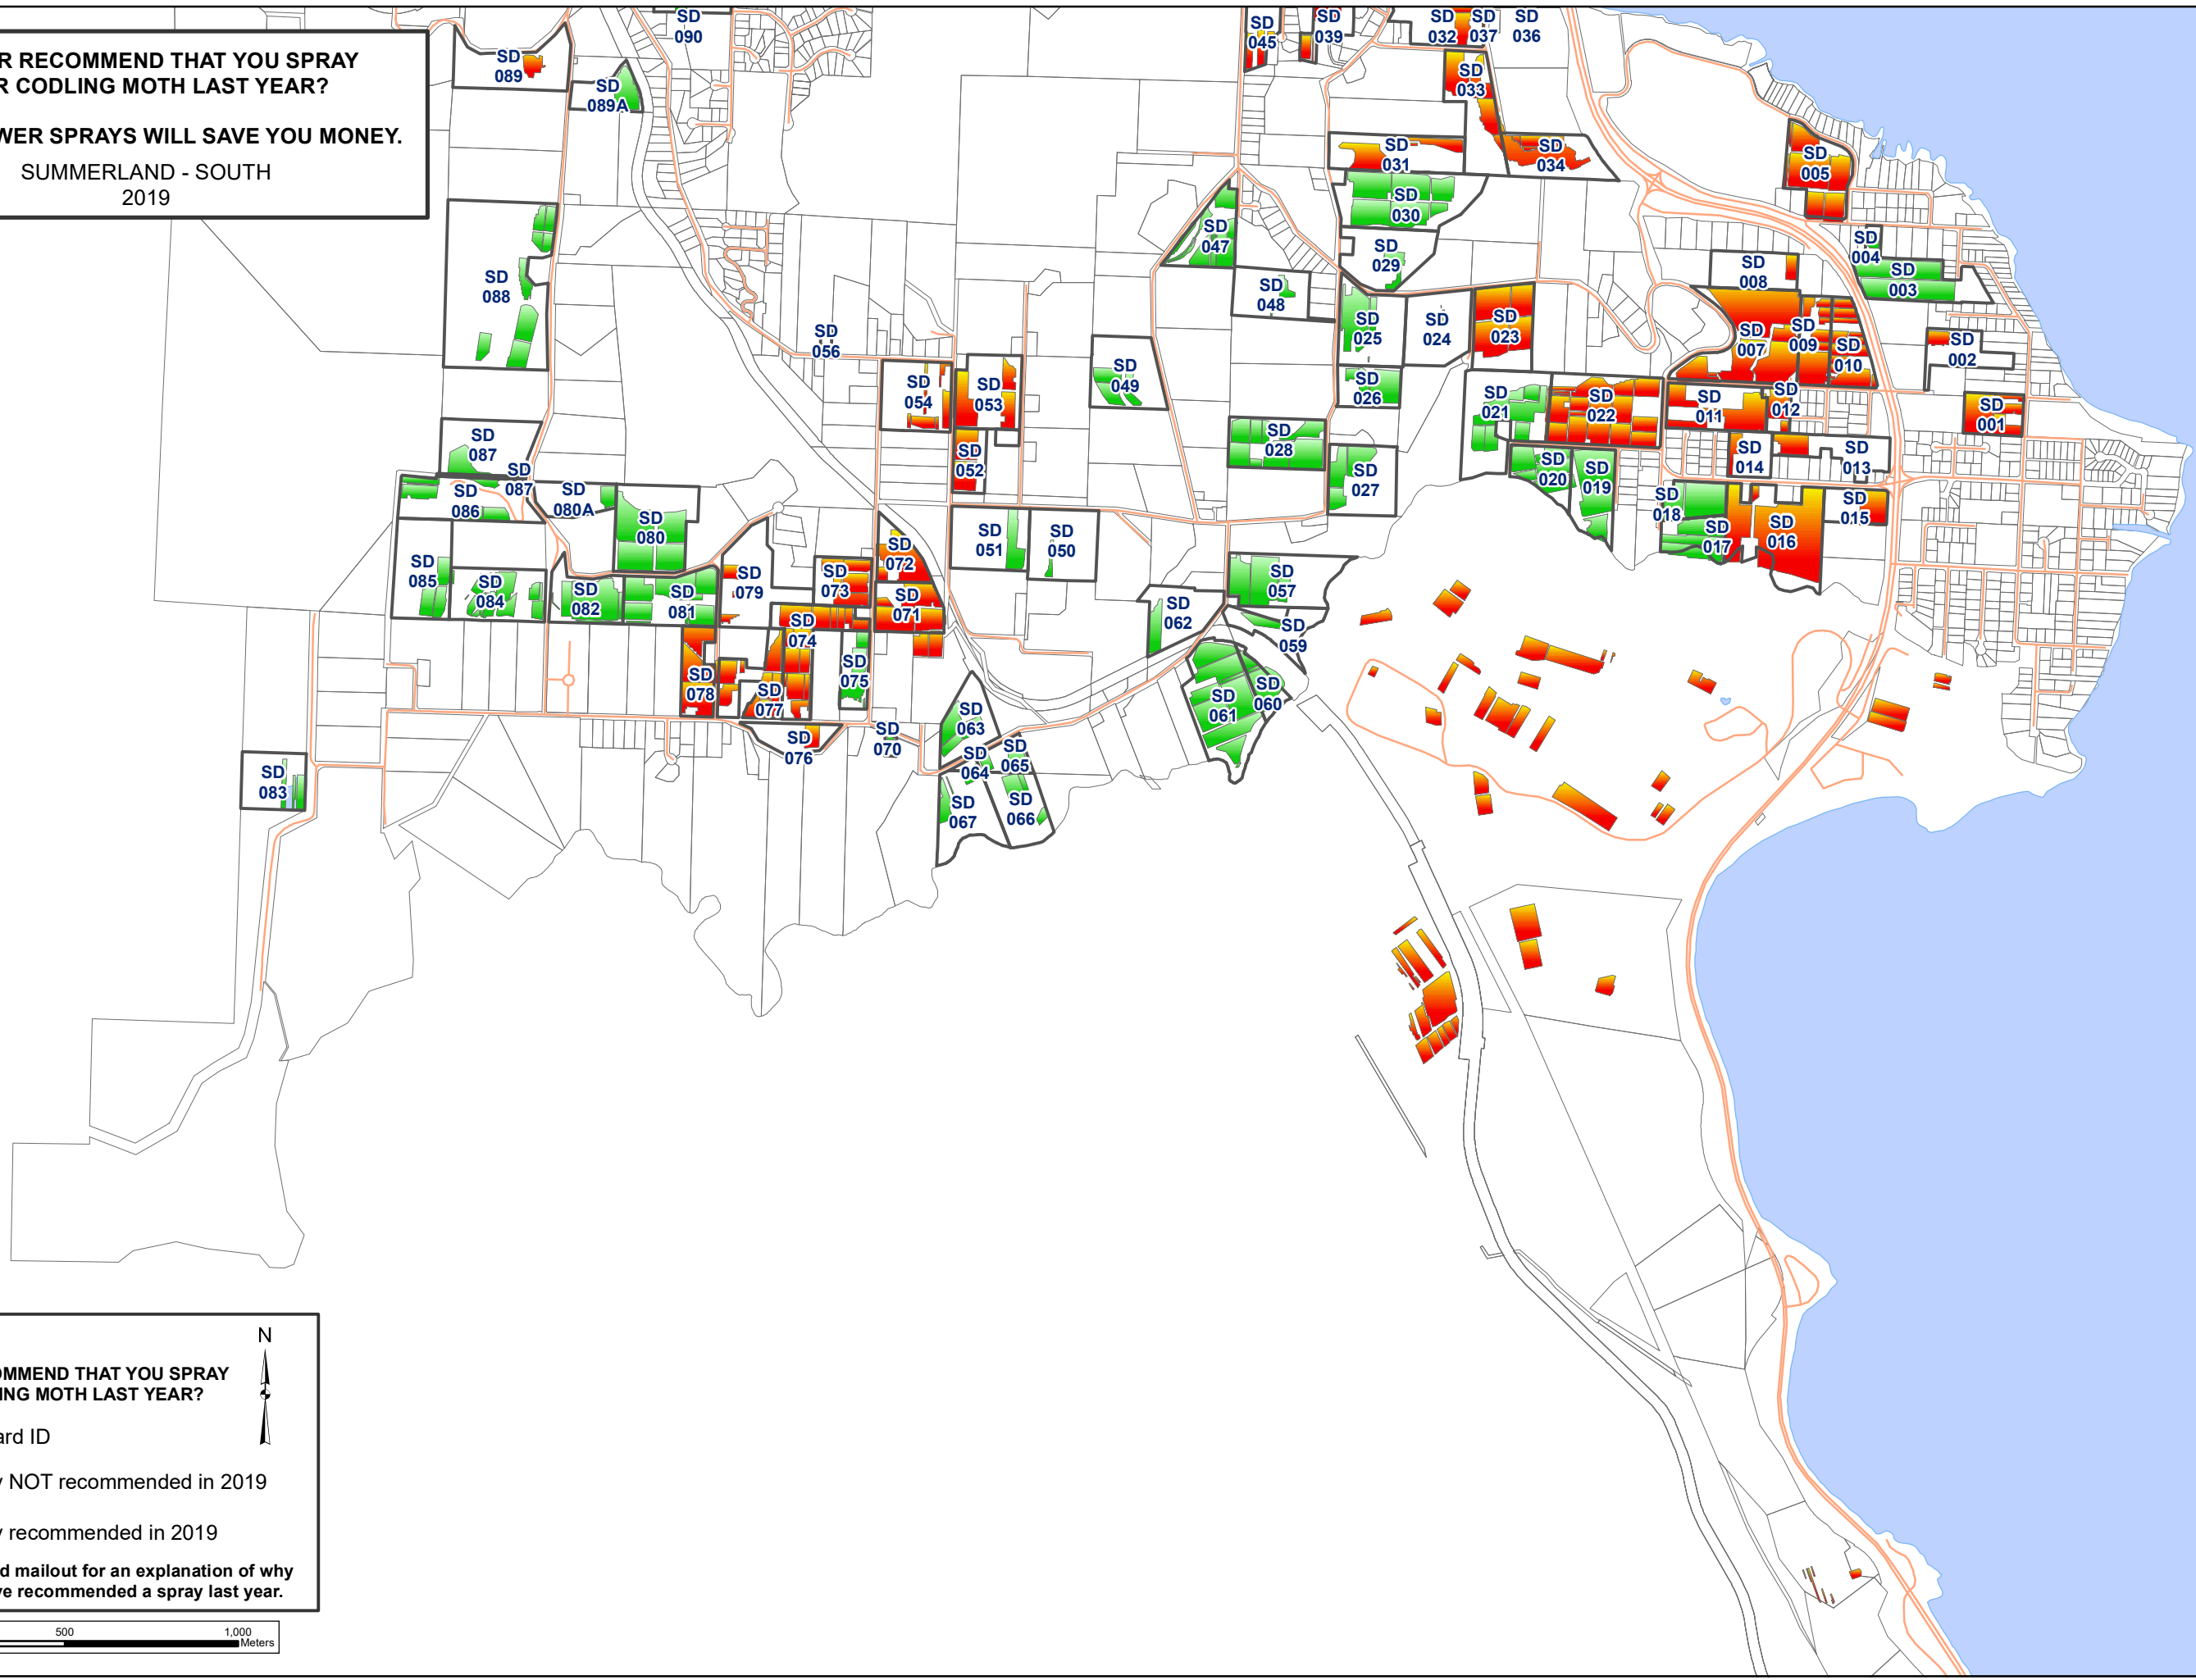 R RECOMMEND THAT YOU SPRAY
R CODLING MOTH LAST YEAR?
WER SPRAYS WILL SAVE YOU MONEY.
SUMMERLAND - SOUTH
2019
SD
090
SD
045
SD
039
SD
032
SD
037
SD
036
SD
089
SD
089A
SD
033
SD
031
SD
034
SD
005
SD
030
SD
047
SD
029
SD
004
SD
003
SD
008
SD
088
SD
048
SD
025
SD
024
SD
023
SD
007
SD
009
SD
010
SD
002
SD
056
SD
054
SD
053
SD
049
SD
026
SD
021
SD
022
SD
011
SD
012
SD
001
SD
087
SD
087
SD
052
SD
028
SD
027
SD
020
SD
019
SD
014
SD
013
SD
086
SD
080A
SD
080
SD
051
SD
050
SD
018
SD
017
SD
016
SD
015
SD
085
SD
084
SD
082
SD
081
SD
079
SD
073
SD
072
SD
071
SD
062
SD
057
SD
059
SD
074
SD
075
SD
078
SD
077
SD
076
SD
070
SD
063
SD
064
SD
065
SD
061
SD
060
SD
083
SD
067
SD
066
N
OMMEND THAT YOU SPRAY
ING MOTH LAST YEAR?
ard ID
y NOT recommended in 2019
y recommended in 2019
d mailout for an explanation of why
ve recommended a spray last year.
500 1,000
Meters